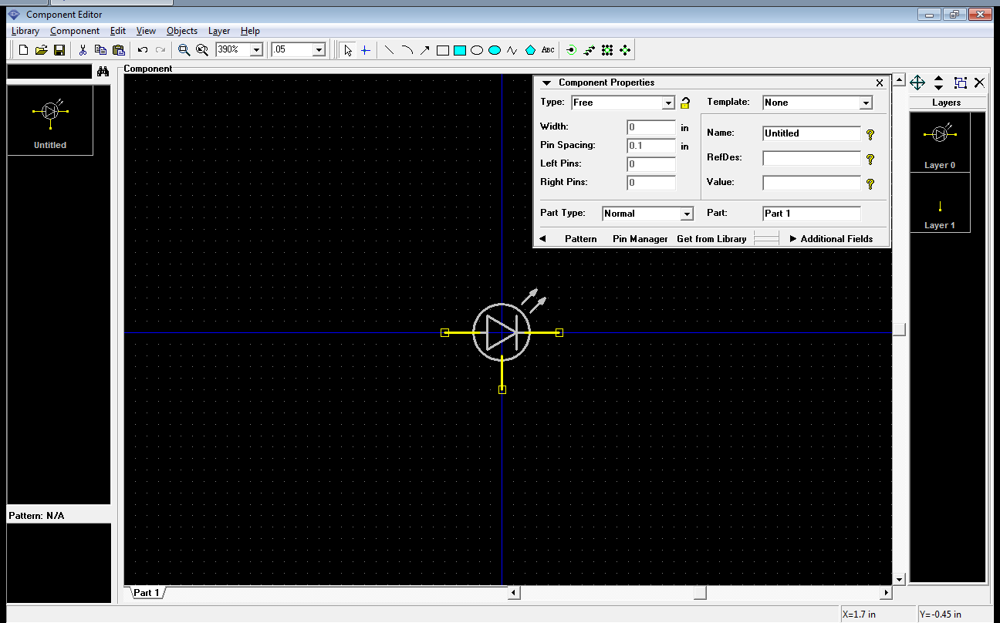 Component Editor
Library Component Edit View Objects Layer Help
390% .05 ABC
Component
Untitled
Pattern: N/A
Component Properties
Type: Free Template: None
Width: 0 in
Name: Untitled
Pin Spacing: 0.1 in
RefDes:
Left Pins: 0
Right Pins: 0
Value:
Part Type: Normal Part: Part 1
Pattern Pin Manager Get from Library Additional Fields
Layers
Layer 0
Layer 1
Part 1
X=1.7 in Y=-0.45 in